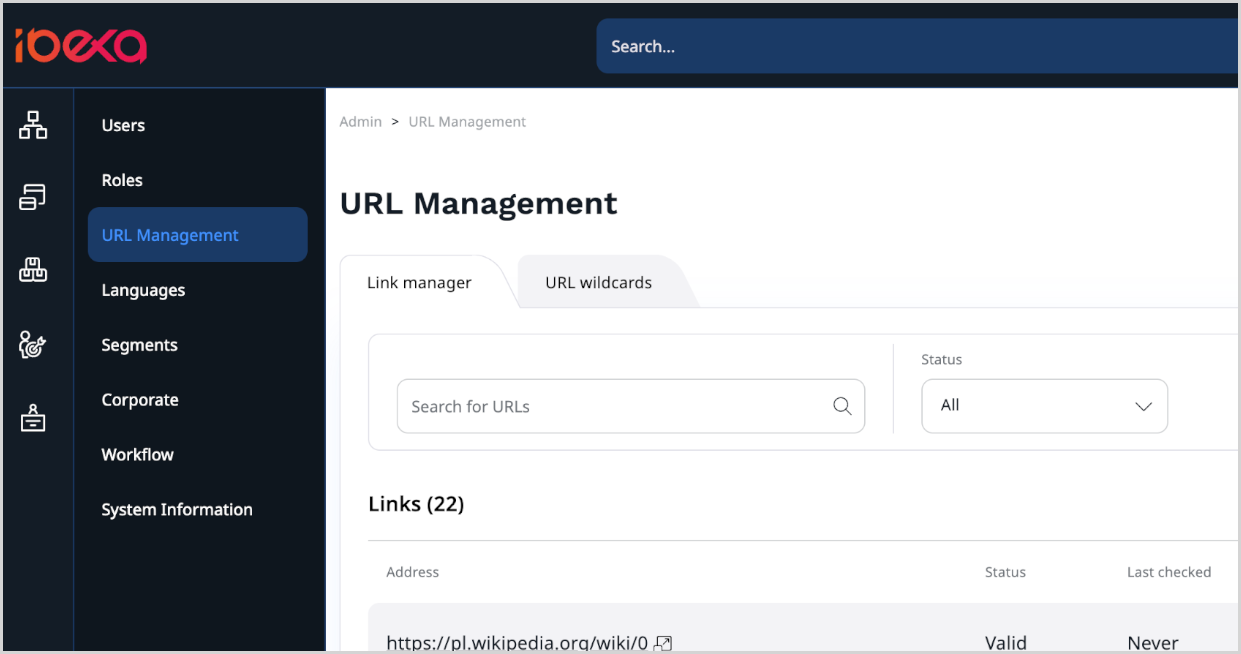 ibexa
Search...
Users
Roles
URL Management
Languages
Segments
Corporate
Workflow
System Information
Admin > URL Management
URL Management
Link manager
URL wildcards
Search for URLs
Status
All
Links (22)
Address Status Last checked
https://pl.wikipedia.org/wiki/0 Valid Never